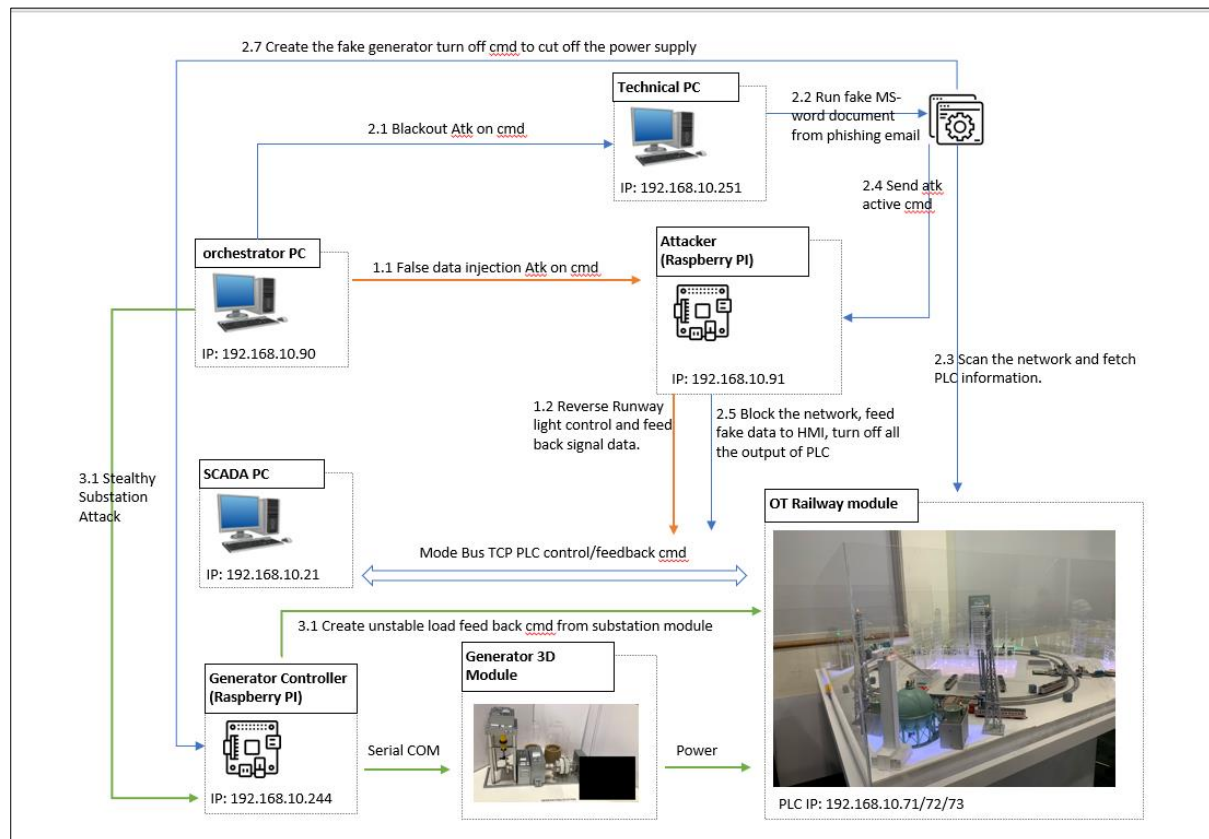 2.7 Create the fake generator turn off cmd to cut off the power supply
Technical PC
2.2 Run fake MS-
word document
from phishing email
2.1 Blackout Atk on cmd
IP: 192.168.10.251
2.4 Send atk
active cmd
orchestrator PC
Attacker
(Raspberry PI)
1.1 False data injection Atk on cmd
IP: 192.168.10.90
IP: 192.168.10.91
2.3 Scan the network and fetch
PLC information.
1.2 Reverse Runway
light control and feed
back signal data.
2.5 Block the network, feed
fake data to HMI, turn off all
the output of PLC
3.1 Stealthy
Substation
Attack
SCADA PC
OT Railway module
Mode Bus TCP PLC control/feedback cmd
IP: 192.168.10.21
3.1 Create unstable load feed back cmd from substation module
Generator Controller
(Raspberry PI)
Generator 3D
Module
Serial COM
Power
IP: 192.168.10.244
PLC IP: 192.168.10.71/72/73